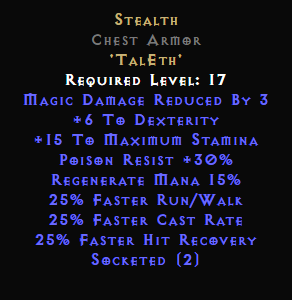 Stealth
Chest Armor
'TalEth'
Required Level: 17
Magic Damage Reduced By 3
+6 To Dexterity
+15 To Maximum Stamina
Poison Resist +30%
Regenerate Mana 15%
25% Faster Run/Walk
25% Faster Cast Rate
25% Faster Hit Recovery
Socketed (2)